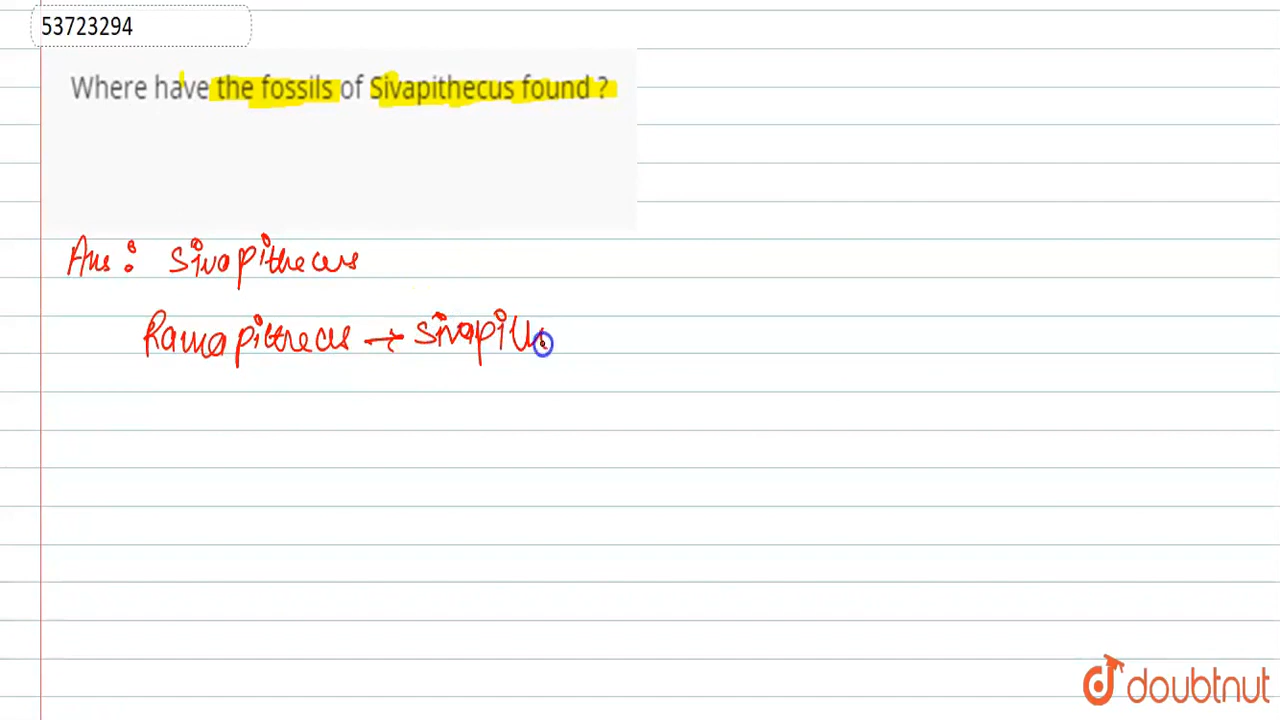 53723294
Where have the fossils of Sivapithecus found ?
Ans : Sivapithecus
Ramapithecus → Sivapith
doubtnut